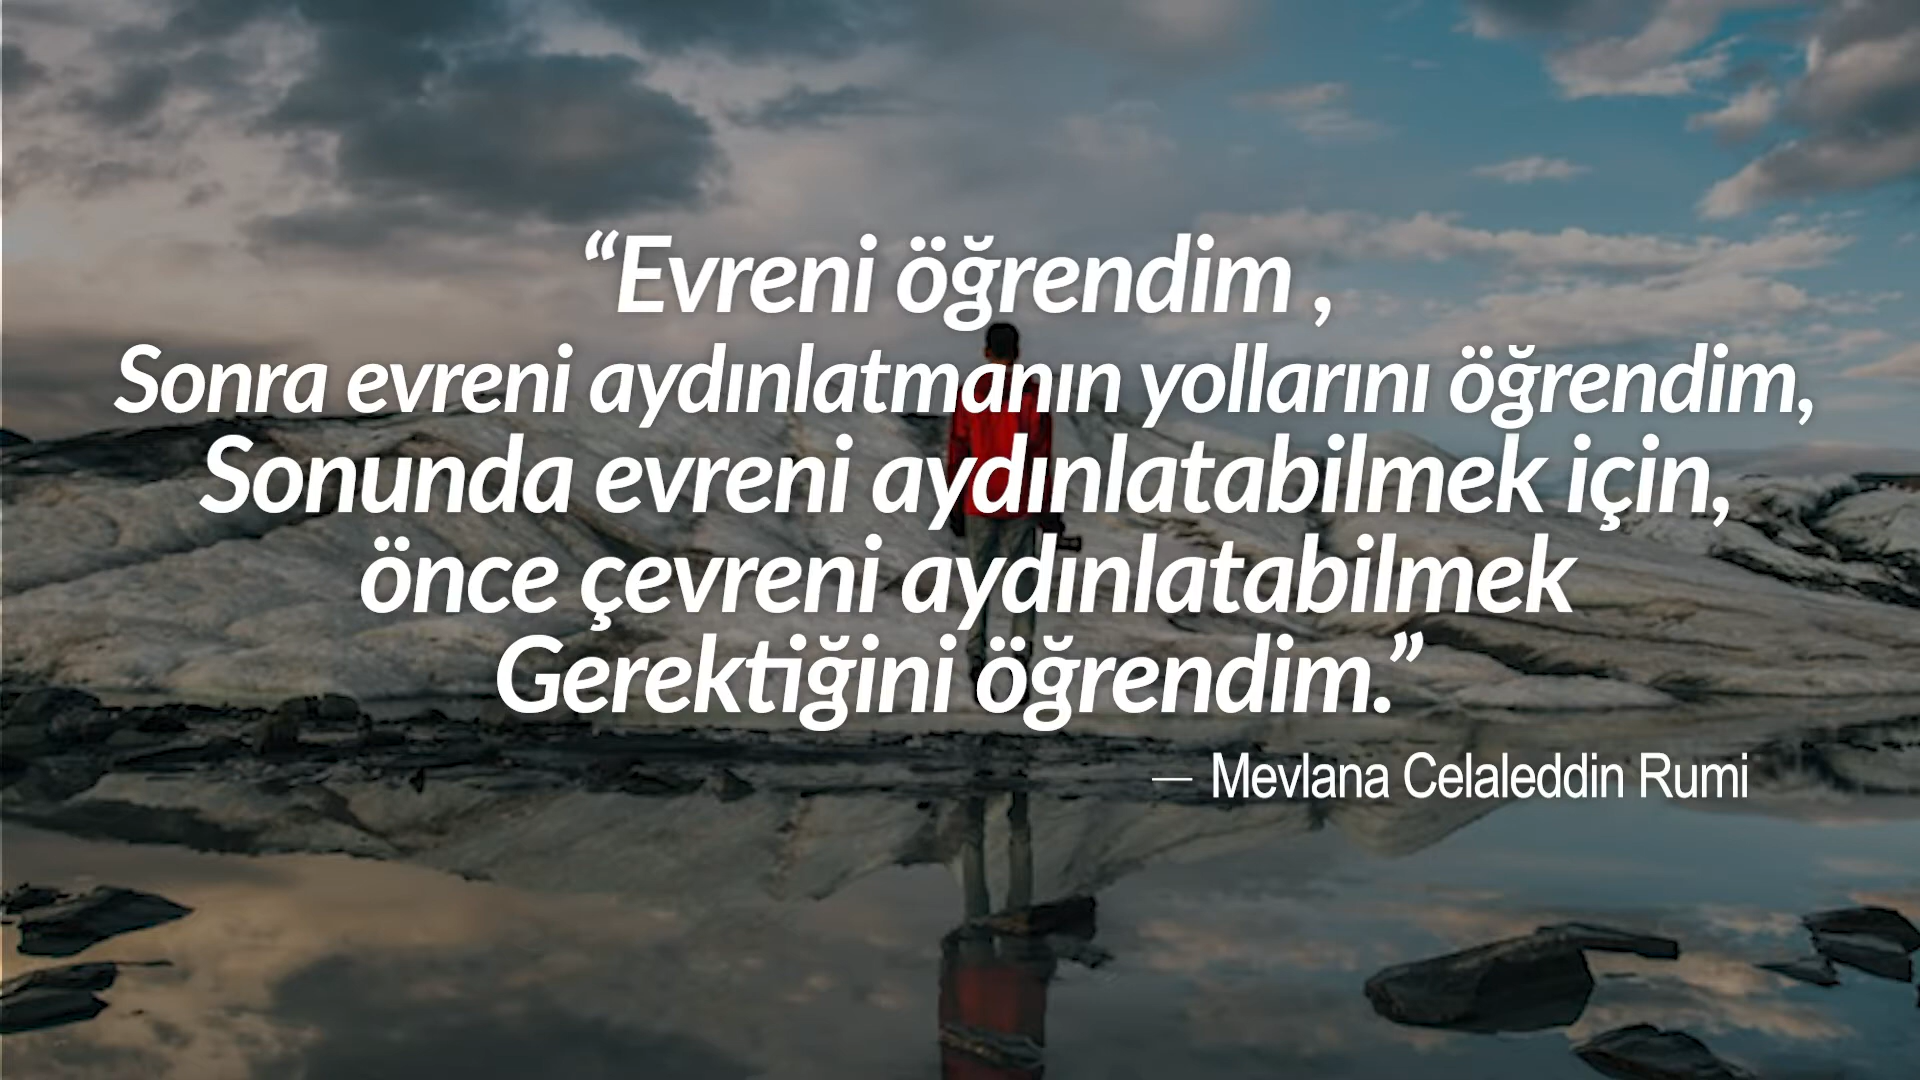 “Evreni öğrendim ,
Sonra evreni aydınlatmanın yollarını öğrendim,
Sonunda evreni aydınlatabilmek için,
önce çevreni aydınlatabilmek
Gerektiğini öğrendim.”
— Mevlana Celaleddin Rumi